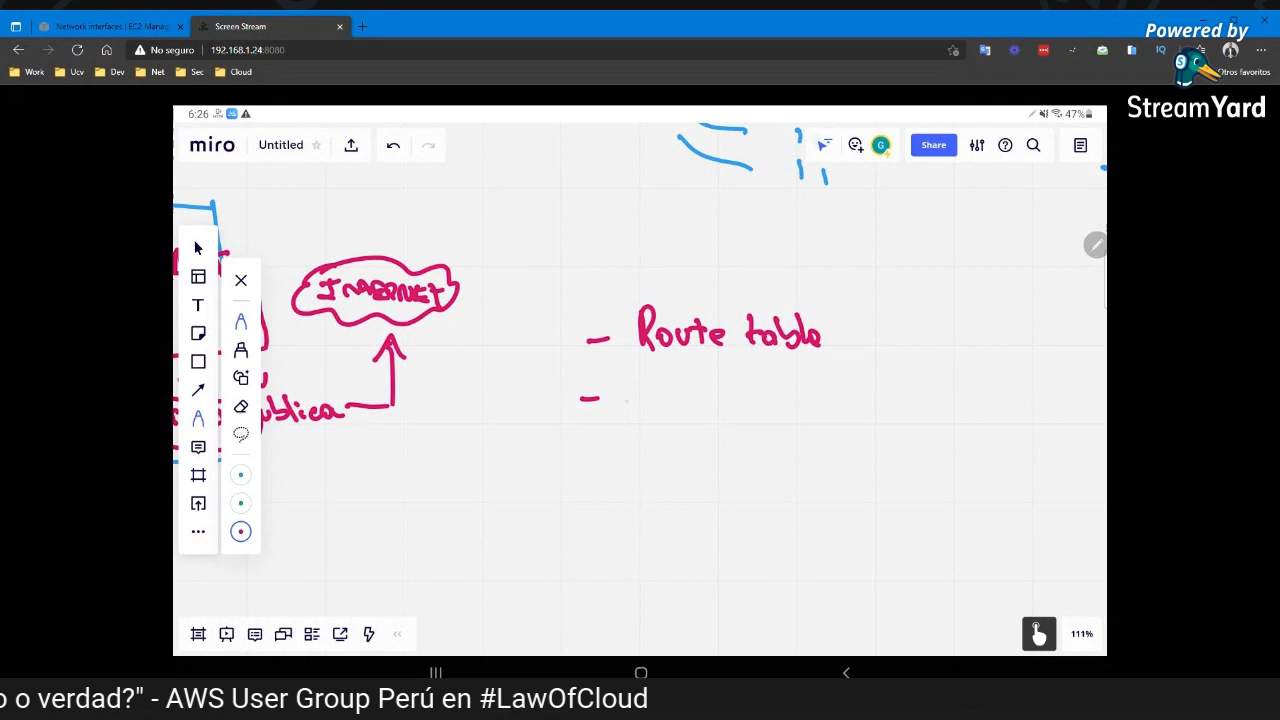 Network interfaces | EC2 Manag
Screen Stream
Powered by
No seguro
192.168.1.24:8080
IQ
Work
Ucv
Dev
Net
Sec
Cloud
Otros favoritos
StreamYard
6:26
47%
miro
Untitled
G
Share
INTERNET
- Route table
-
ública
111%
o o verdad?" - AWS User Group Perú en #LawOfCloud